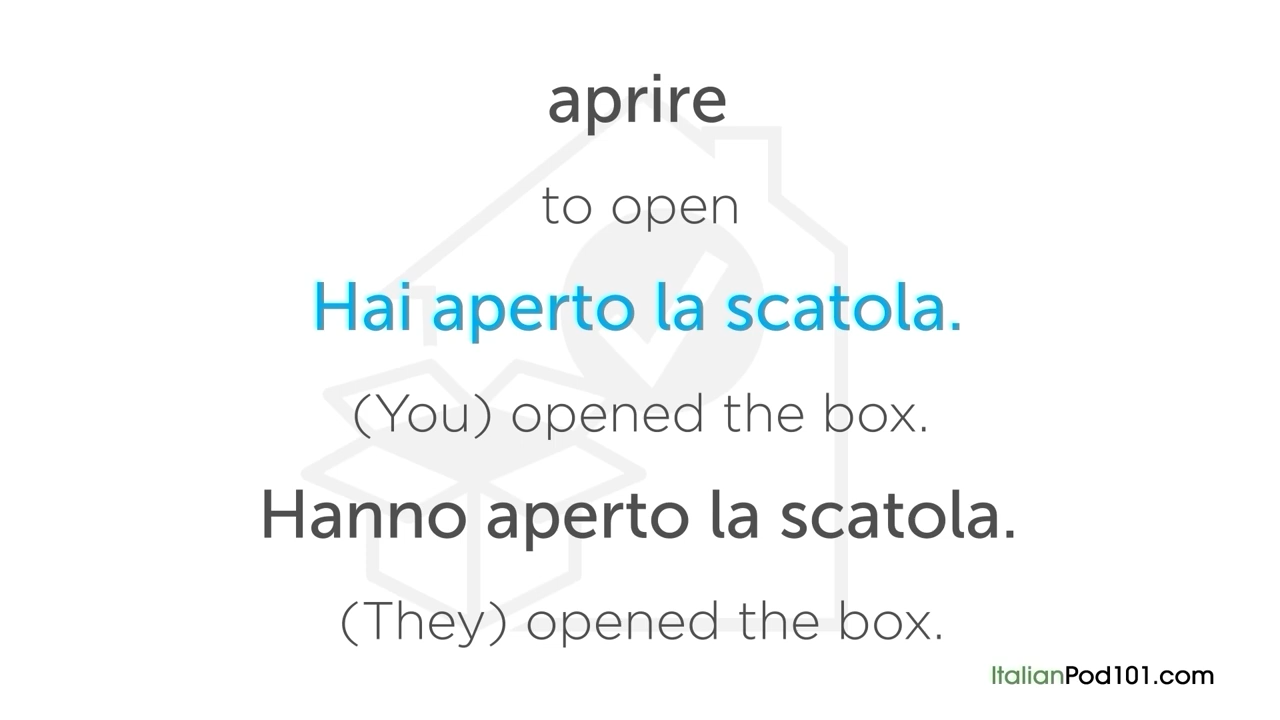 aprire
to open
Hai aperto la scatola.
(You) opened the box.
Hanno aperto la scatola.
(They) opened the box.
ItalianPod101.com